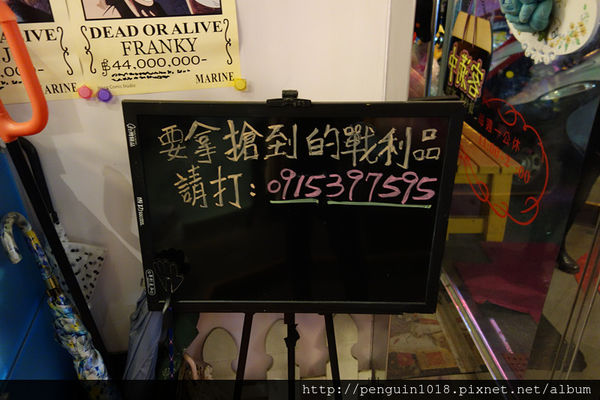 DEAD OR ALIVE
FRANKY
฿44,000,000-
MARINE
要拿搶到的戰利品
請打:0915397595
http://penguin1018.pixnet.net/album